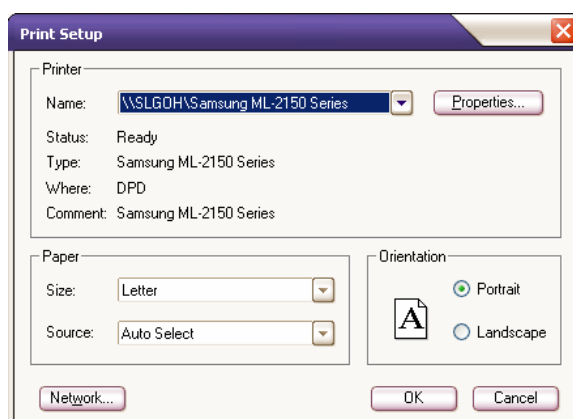 Print Setup
Printer
Name: \\SLGOH\Samsung ML-2150 Series Properties...
Status: Ready
Type: Samsung ML-2150 Series
Where: DPD
Comment: Samsung ML-2150 Series
Paper
Size: Letter
Source: Auto Select
Orientation
A
Portrait
Landscape
Network...
OK
Cancel